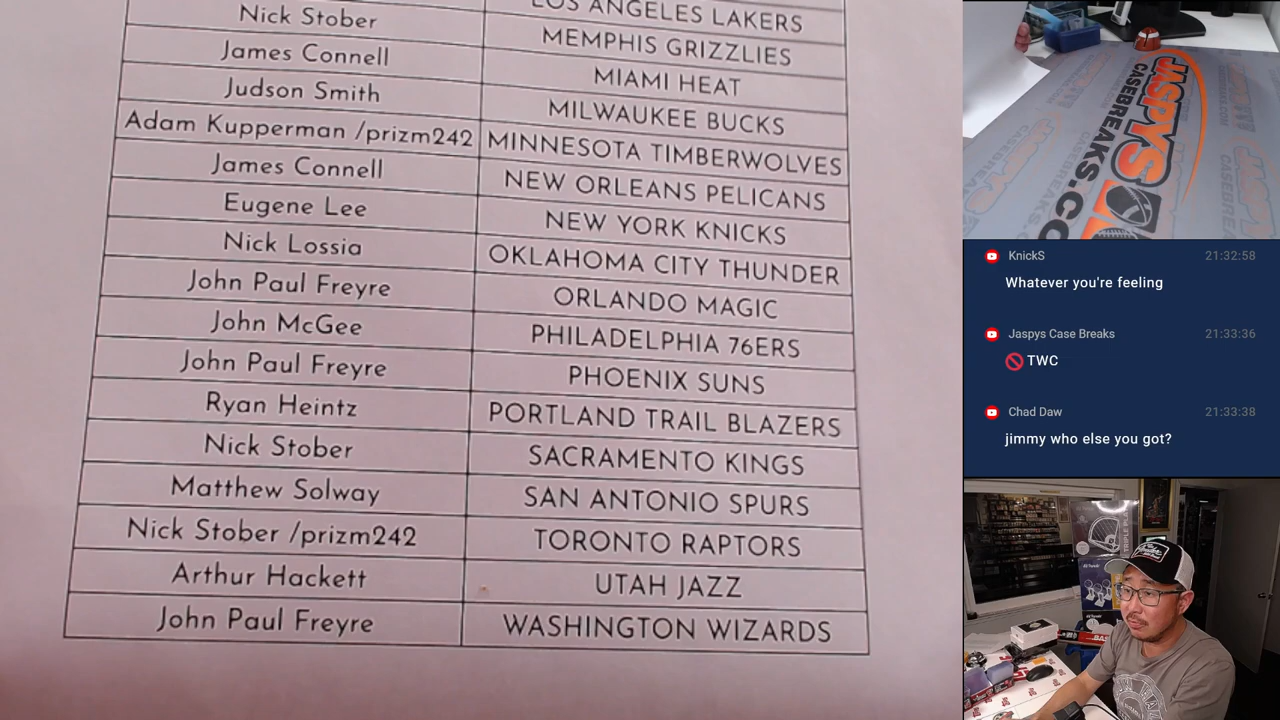 LOS ANGELES LAKERS
Nick Stober MEMPHIS GRIZZLIES
James Connell MIAMI HEAT
Judson Smith MILWAUKEE BUCKS
Adam Kupperman /prizm242 MINNESOTA TIMBERWOLVES
James Connell NEW ORLEANS PELICANS
Eugene Lee NEW YORK KNICKS
Nick Lossia OKLAHOMA CITY THUNDER
John Paul Freyre ORLANDO MAGIC
John McGee PHILADELPHIA 76ERS
John Paul Freyre PHOENIX SUNS
Ryan Heintz PORTLAND TRAIL BLAZERS
Nick Stober SACRAMENTO KINGS
Matthew Solway SAN ANTONIO SPURS
Nick Stober /prizm242 TORONTO RAPTORS
Arthur Hackett UTAH JAZZ
John Paul Freyre WASHINGTON WIZARDS
JASPYS
CASEBREAKS.CO
KnickS 21:32:58
Whatever you're feeling
Jaspys Case Breaks 21:33:36
🚫 TWC
Chad Daw 21:33:38
jimmy who else you got?